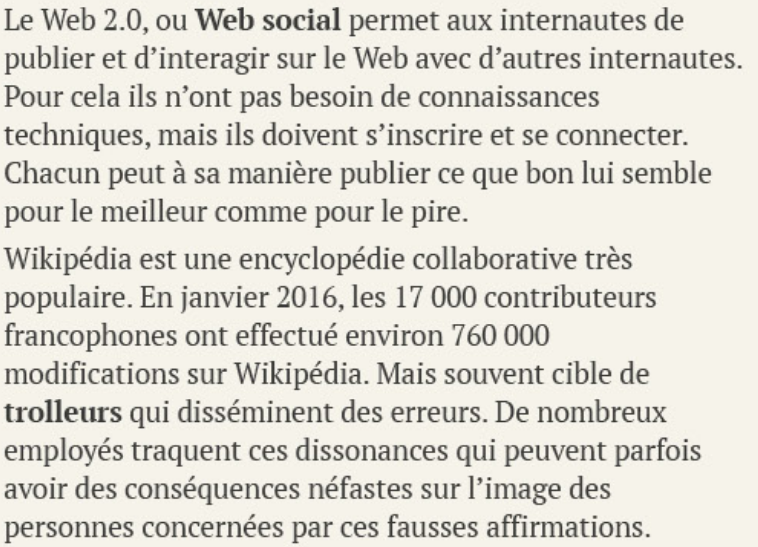 Le Web 2.0, ou Web social permet aux internautes de
publier et d’interagir sur le Web avec d’autres internautes.
Pour cela ils n’ont pas besoin de connaissances
techniques, mais ils doivent s’inscrire et se connecter.
Chacun peut à sa manière publier ce que bon lui semble
pour le meilleur comme pour le pire.
Wikipédia est une encyclopédie collaborative très
populaire. En janvier 2016, les 17 000 contributeurs
francophones ont effectué environ 760 000
modifications sur Wikipédia. Mais souvent cible de
trolleurs qui disséminent des erreurs. De nombreux
employés traquent ces dissonances qui peuvent parfois
avoir des conséquences néfastes sur l’image des
personnes concernées par ces fausses affirmations.